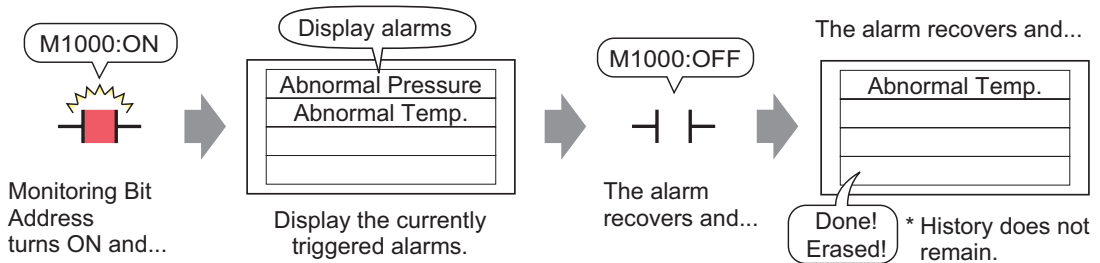 M1000:ON
Monitoring Bit
Address
turns ON and...
Display alarms
Abnormal Pressure
Abnormal Temp.
Display the currently
triggered alarms.
M1000:OFF
The alarm
recovers and...
The alarm recovers and...
Abnormal Temp.
Done!
Erased!
* History does not
remain.